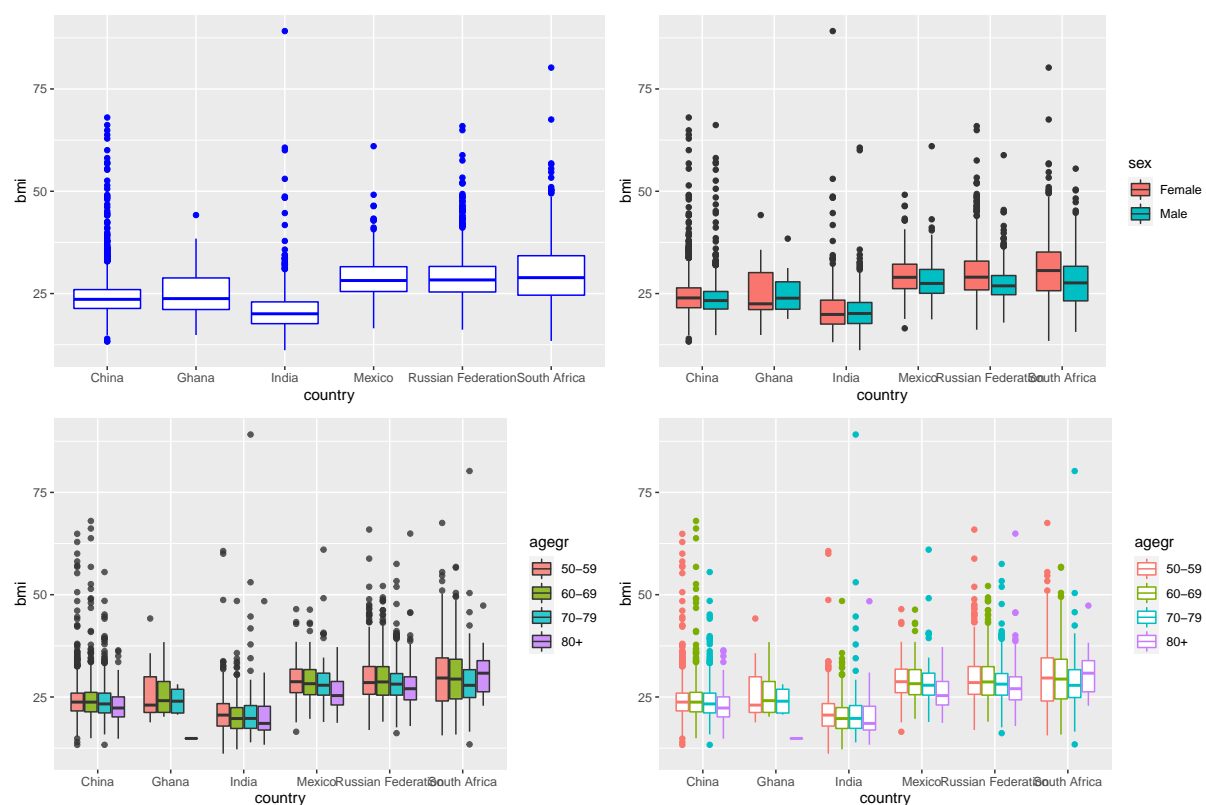 75
50
25
bmi
China Ghana India Mexico Russian Federation South Africa
country
75
50
25
bmi
China Ghana India Mexico Russian Federation South Africa
country
sex
Female
Male
75
50
25
bmi
China Ghana India Mexico Russian Federation South Africa
country
agegr
50−59
60−69
70−79
80+
75
50
25
bmi
China Ghana India Mexico Russian Federation South Africa
country
agegr
50−59
60−69
70−79
80+